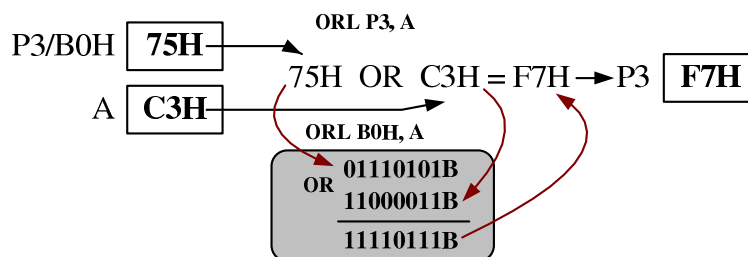 ORL P3, A
P3/B0H 75H
75H OR C3H = F7H P3 F7H
A C3H
ORL B0H, A
01110101B
OR
11000011B
11110111B